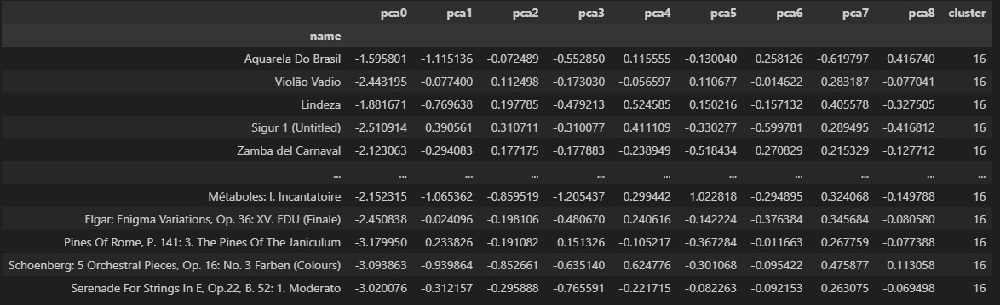 pca0 pca1 pca2 pca3 pca4 pca5 pca6 pca7 pca8 cluster
name
Aquarela Do Brasil -1.595801 -1.115136 -0.072489 -0.552850 0.115555 -0.130040 0.258126 -0.619797 0.416740 16
Violão Vadio -2.443195 -0.077400 0.112498 -0.173030 -0.056597 0.110677 -0.014622 0.283187 -0.077041 16
Lindeza -1.881671 -0.769638 0.197785 -0.479213 0.524585 0.150216 -0.157132 0.405578 -0.327505 16
Sigur 1 (Untitled) -2.510914 0.390561 0.310711 -0.310077 0.411109 -0.330277 -0.599781 0.289495 -0.416812 16
Zamba del Carnaval -2.123063 -0.294083 0.177175 -0.177883 -0.238949 -0.518434 0.270829 0.215329 -0.127712 16
... ... ... ... ... ... ... ... ... ... ...
Métaboles: I. Incantatoire -2.152315 -1.065362 -0.859519 -1.205437 0.299442 1.022818 -0.294895 0.324068 -0.149788 16
Elgar: Enigma Variations, Op. 36: XV. EDU (Finale) -2.450838 -0.024096 -0.198106 -0.480670 0.240616 -0.142224 -0.376384 0.345684 -0.080580 16
Pines Of Rome, P. 141: 3. The Pines Of The Janiculum -3.179950 0.233826 -0.191082 0.151326 -0.105217 -0.367284 -0.011663 0.267759 -0.077388 16
Schoenberg: 5 Orchestral Pieces, Op. 16: No. 3 Farben (Colours) -3.093863 -0.939864 -0.852661 -0.635140 0.624776 -0.301068 -0.095422 0.475877 0.113058 16
Serenade For Strings In E, Op.22, B. 52: 1. Moderato -3.020076 -0.312157 -0.295888 -0.765591 -0.221715 -0.082263 -0.092153 0.263075 -0.069498 16